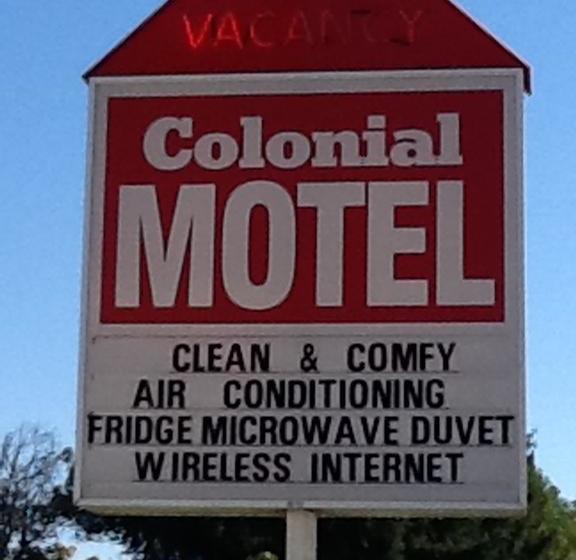 VACANCY
Colonial
MOTEL
CLEAN & COMFY
AIR CONDITIONING
FRIDGE MICROWAVE DUVET
WIRELESS INTERNET